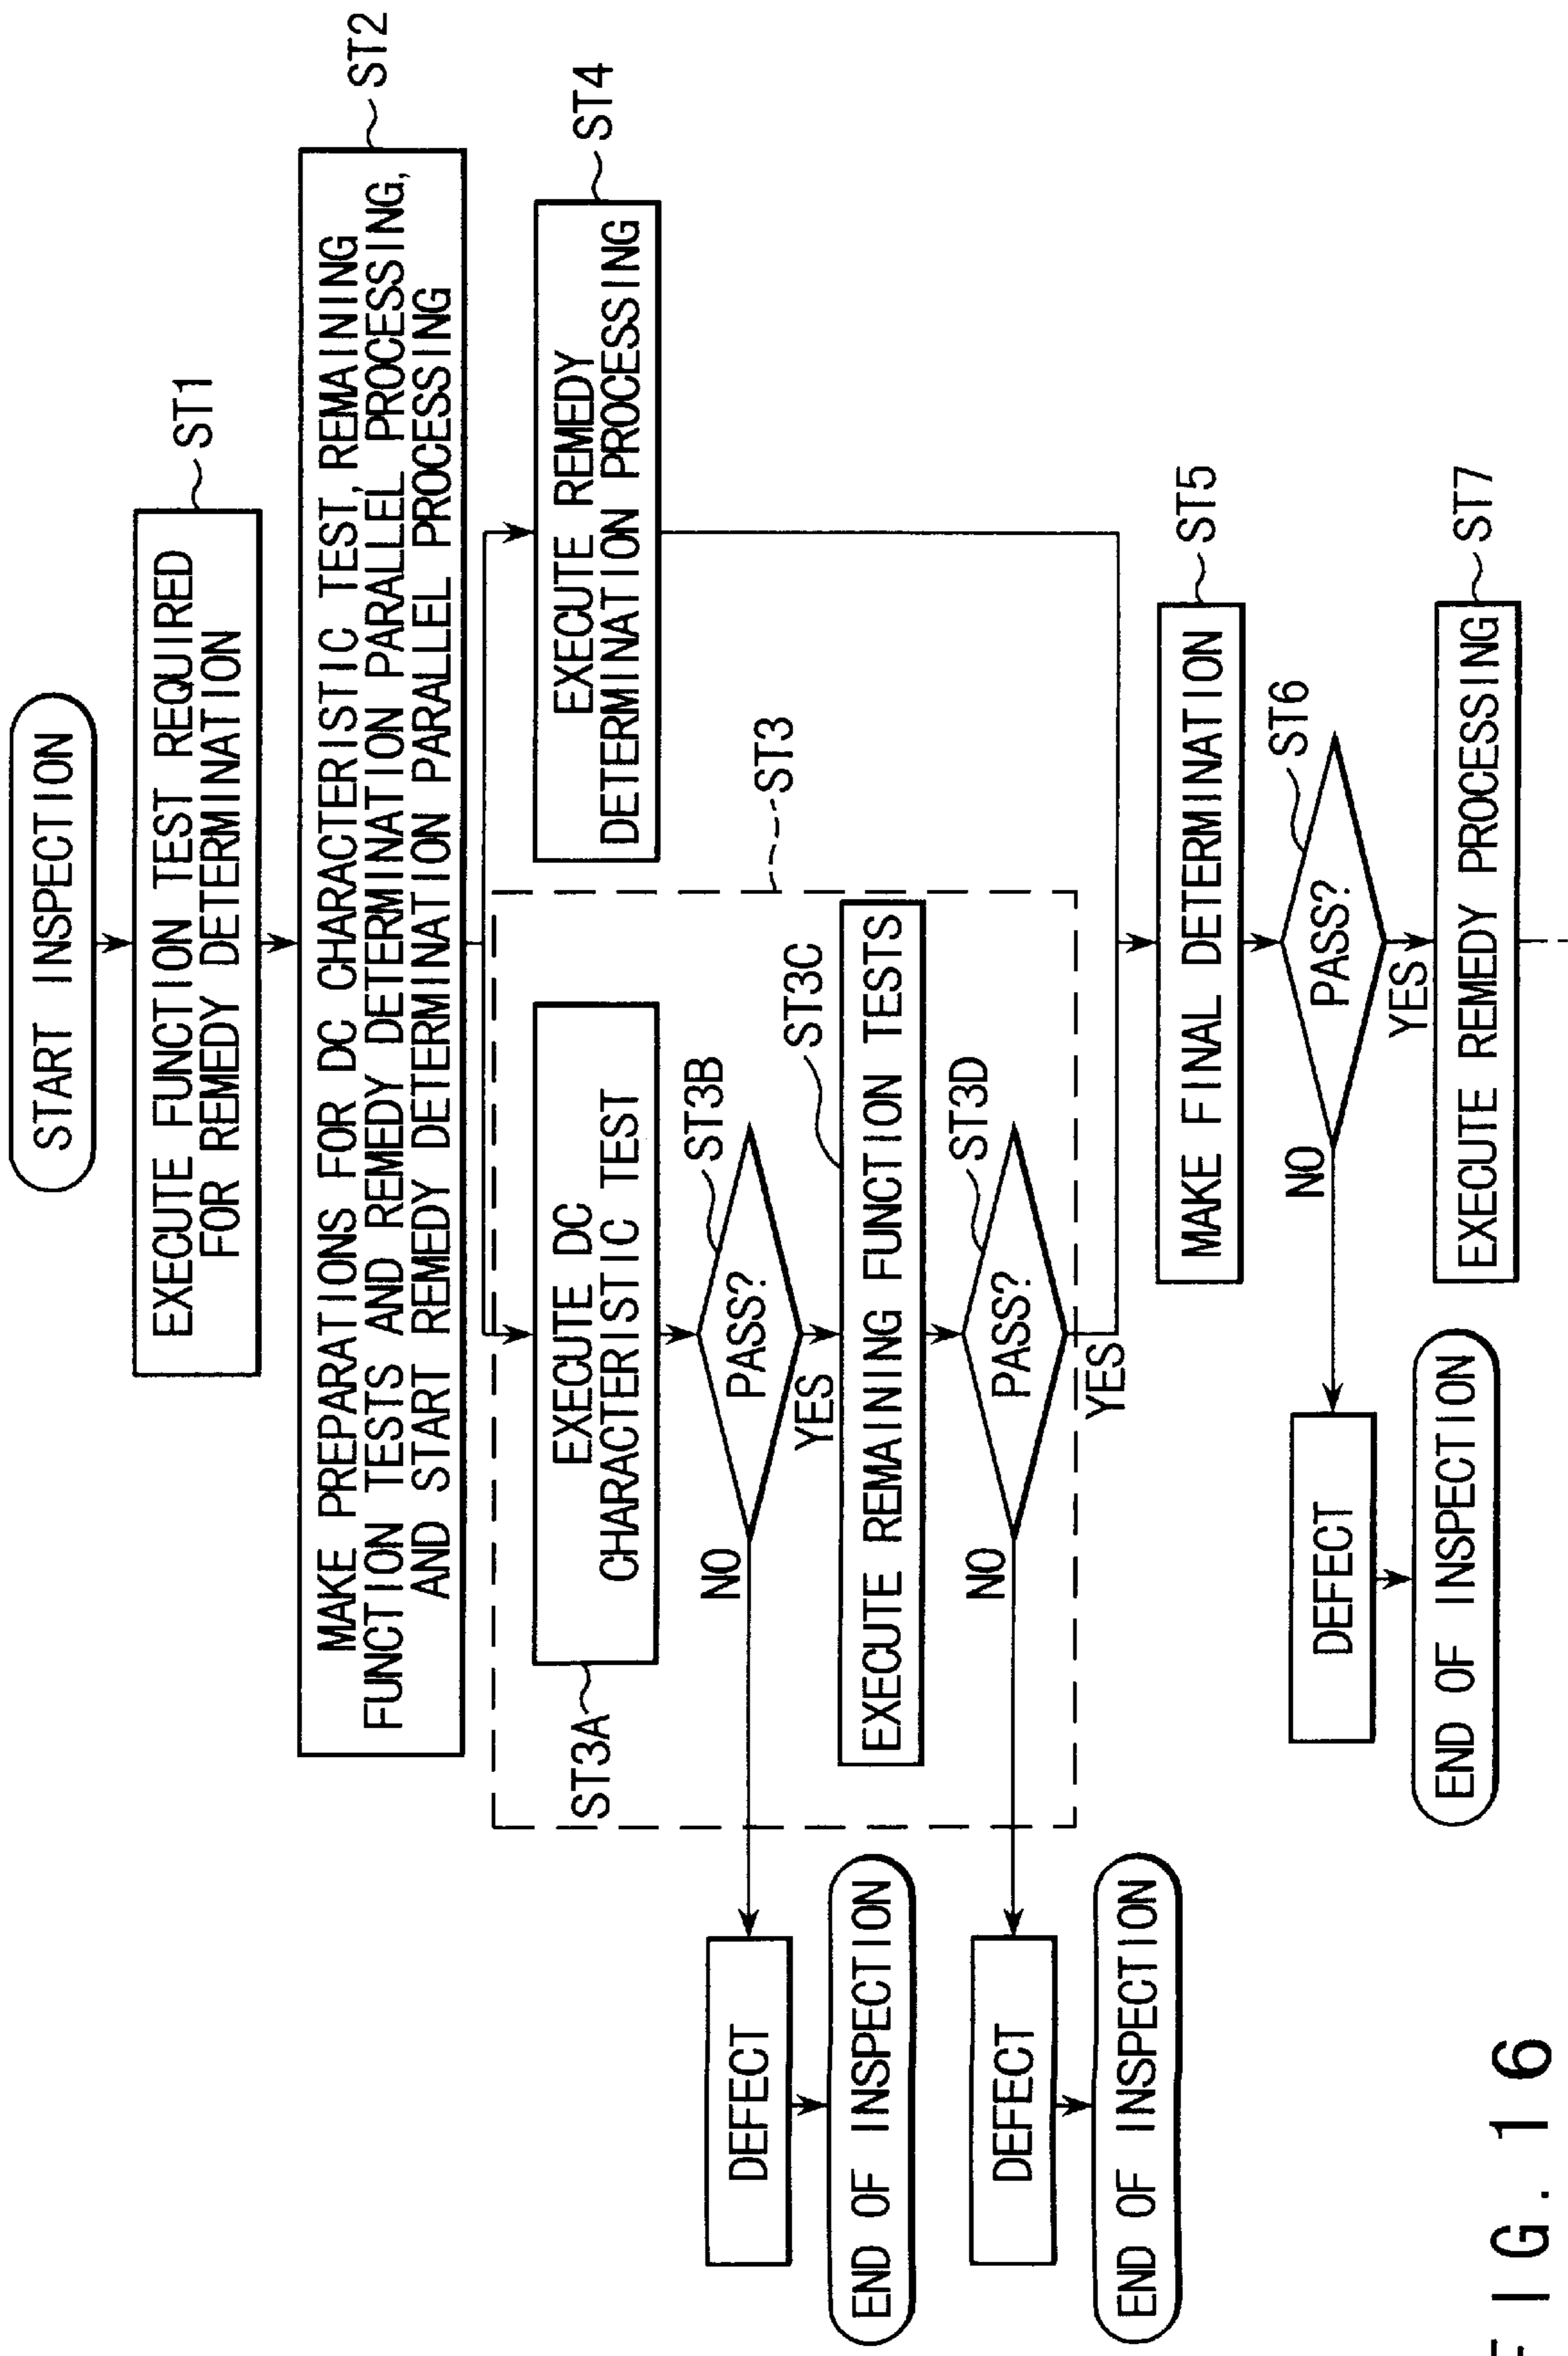 START INSPECTION
EXECUTE FUNCTION TEST REQUIRED
FOR REMEDY DETERMINATION
ST1
MAKE PREPARATIONS FOR DC CHARACTERISTIC TEST, REMAINING
FUNCTION TESTS AND REMEDY DETERMINATION PARALLEL PROCESSING,
AND START REMEDY DETERMINATION PARALLEL PROCESSING
ST2
ST3A
EXECUTE DC
CHARACTERISTIC TEST
EXECUTE REMEDY
DETERMINATION PROCESSING
ST4
ST3
NO
PASS?
ST3B
YES
DEFECT
END OF INSPECTION
EXECUTE REMAINING FUNCTION TESTS
ST3C
NO
PASS?
ST3D
YES
DEFECT
END OF INSPECTION
MAKE FINAL DETERMINATION
ST5
NO
PASS?
ST6
YES
DEFECT
END OF INSPECTION
EXECUTE REMEDY PROCESSING
ST7
FIG. 16